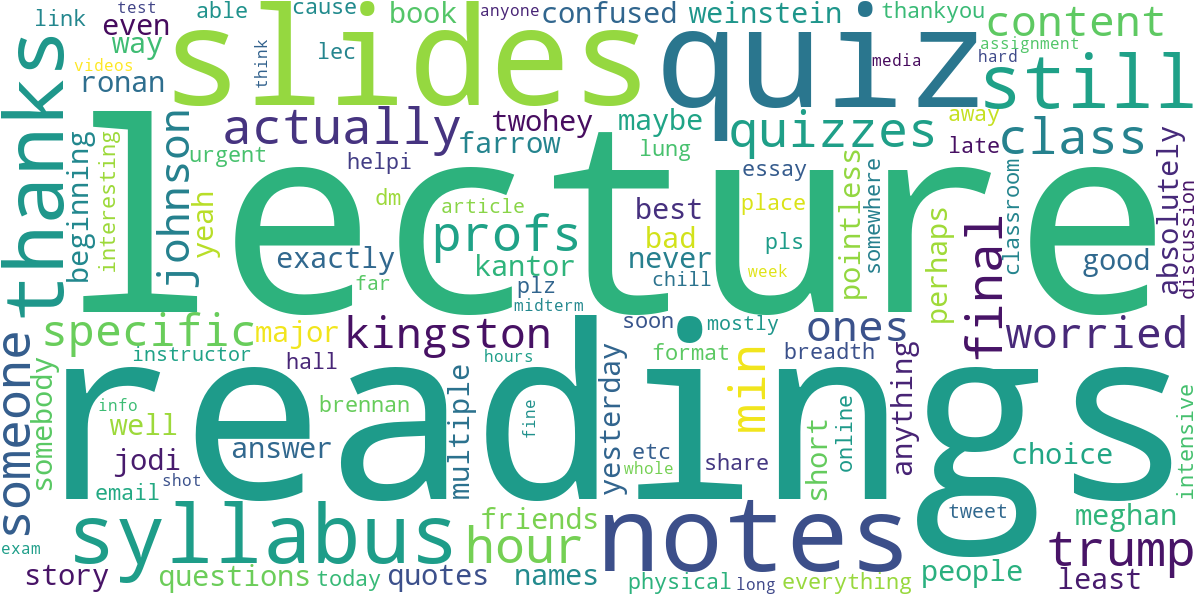 link
test
able
cause
book
anyone
confused
weinstein
thankyou
even
way
lec
think
slides
quiz
content
assignment
videos
ronan
media
hard
still
thanks
actually
twohey
maybe
quizzes
away
class
farrow
late
beginning
interesting
johnson
urgent
helpi
lung
essay
pointless
somewhere
classroom
absolutely
discussion
yeah
dm
article
lecture
best
place
profs
bad
pls
perhaps
final
exactly
kantor
never
good
far
plz
chill
week
midterm
someone
specific
major
kingston
soon
mostly
ones
worried
instructor
hall
hours
format
breadth
somebody
readings
multiple
yesterday
min
anything
info
brennan
fine
well
answer
etc
short
online
choice
intensive
jodi
whole
share
email
shot
syllabus
friends
notes
tweet
meghan
hour
exam
trump
story
questions
today
quotes
names
physical
long
everything
people
least